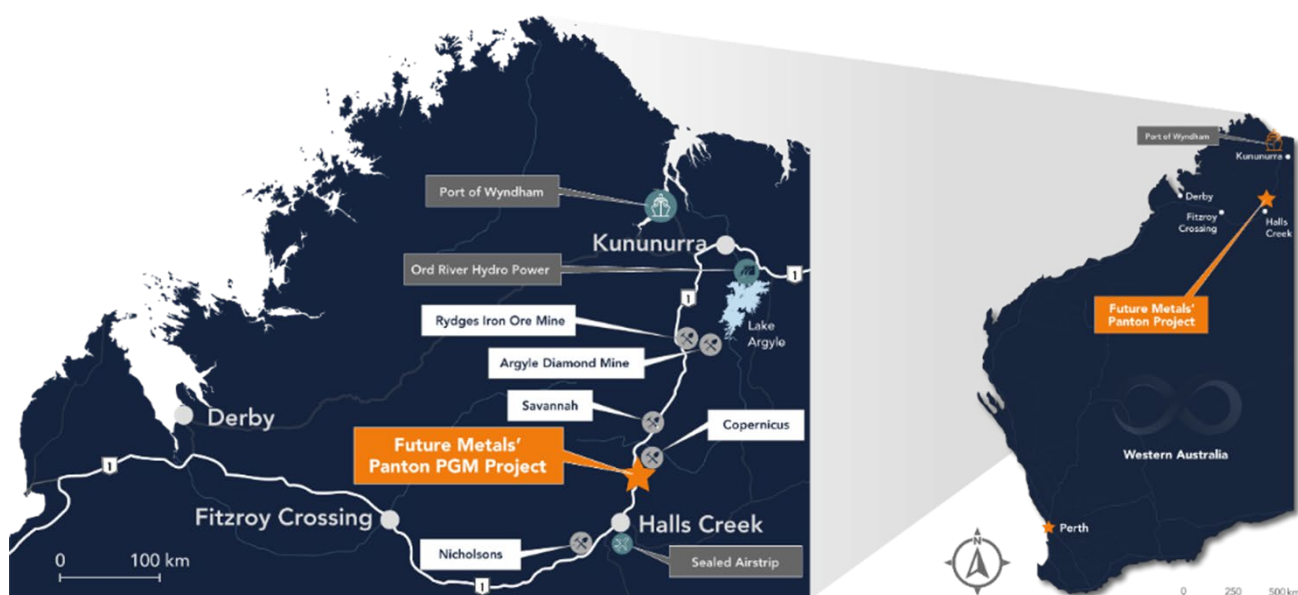 Port of Wyndham
Kununurra
Ord River Hydro Power
1
1
Rydges Iron Ore Mine
Lake
Argyle
Argyle Diamond Mine
Savannah
Copernicus
Derby
Future Metals'
Panton PGM Project
1
Fitzroy Crossing
Halls Creek
Nicholsons
Sealed Airstrip
0 100 km
1
Port of Wyndham
Kununurra
Derby
Fitzroy
Crossing
Halls
Creek
Future Metals'
Panton Project
Western Australia
Perth
N
0 250 500 km